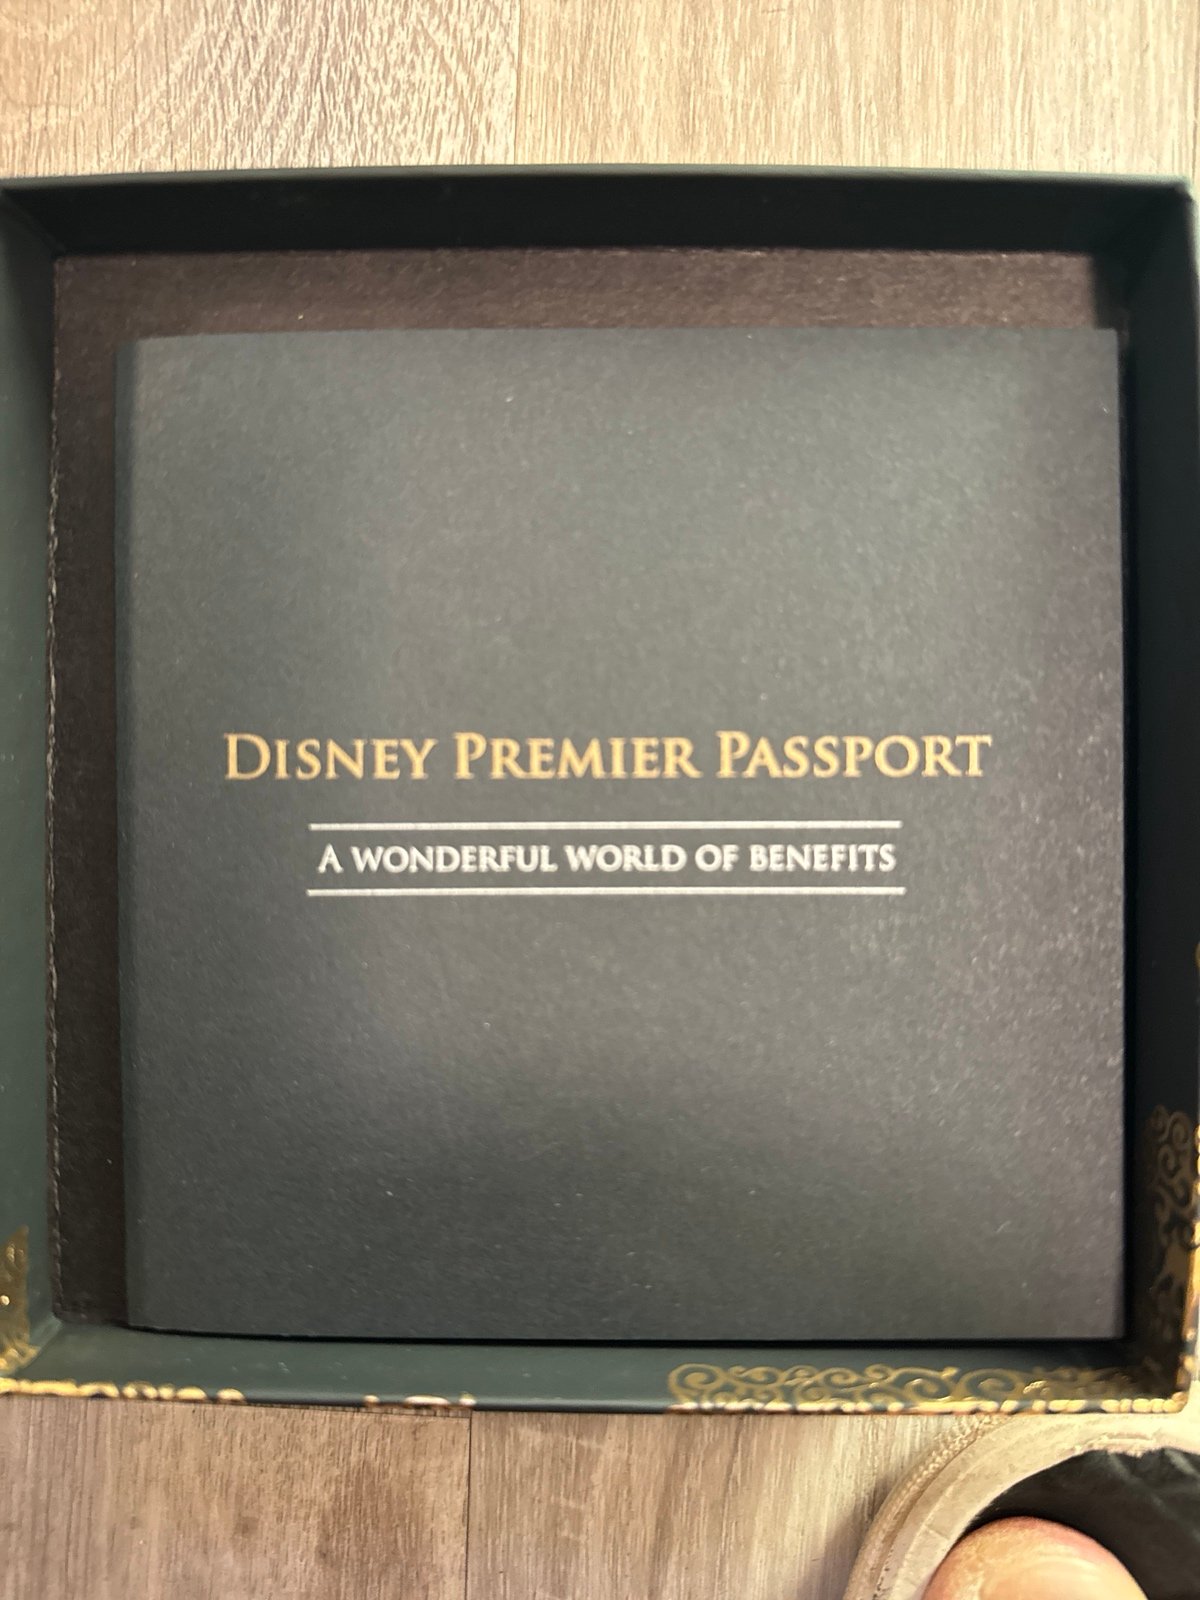 DISNEY PREMIER PASSPORT
A WONDERFUL WORLD OF BENEFITS